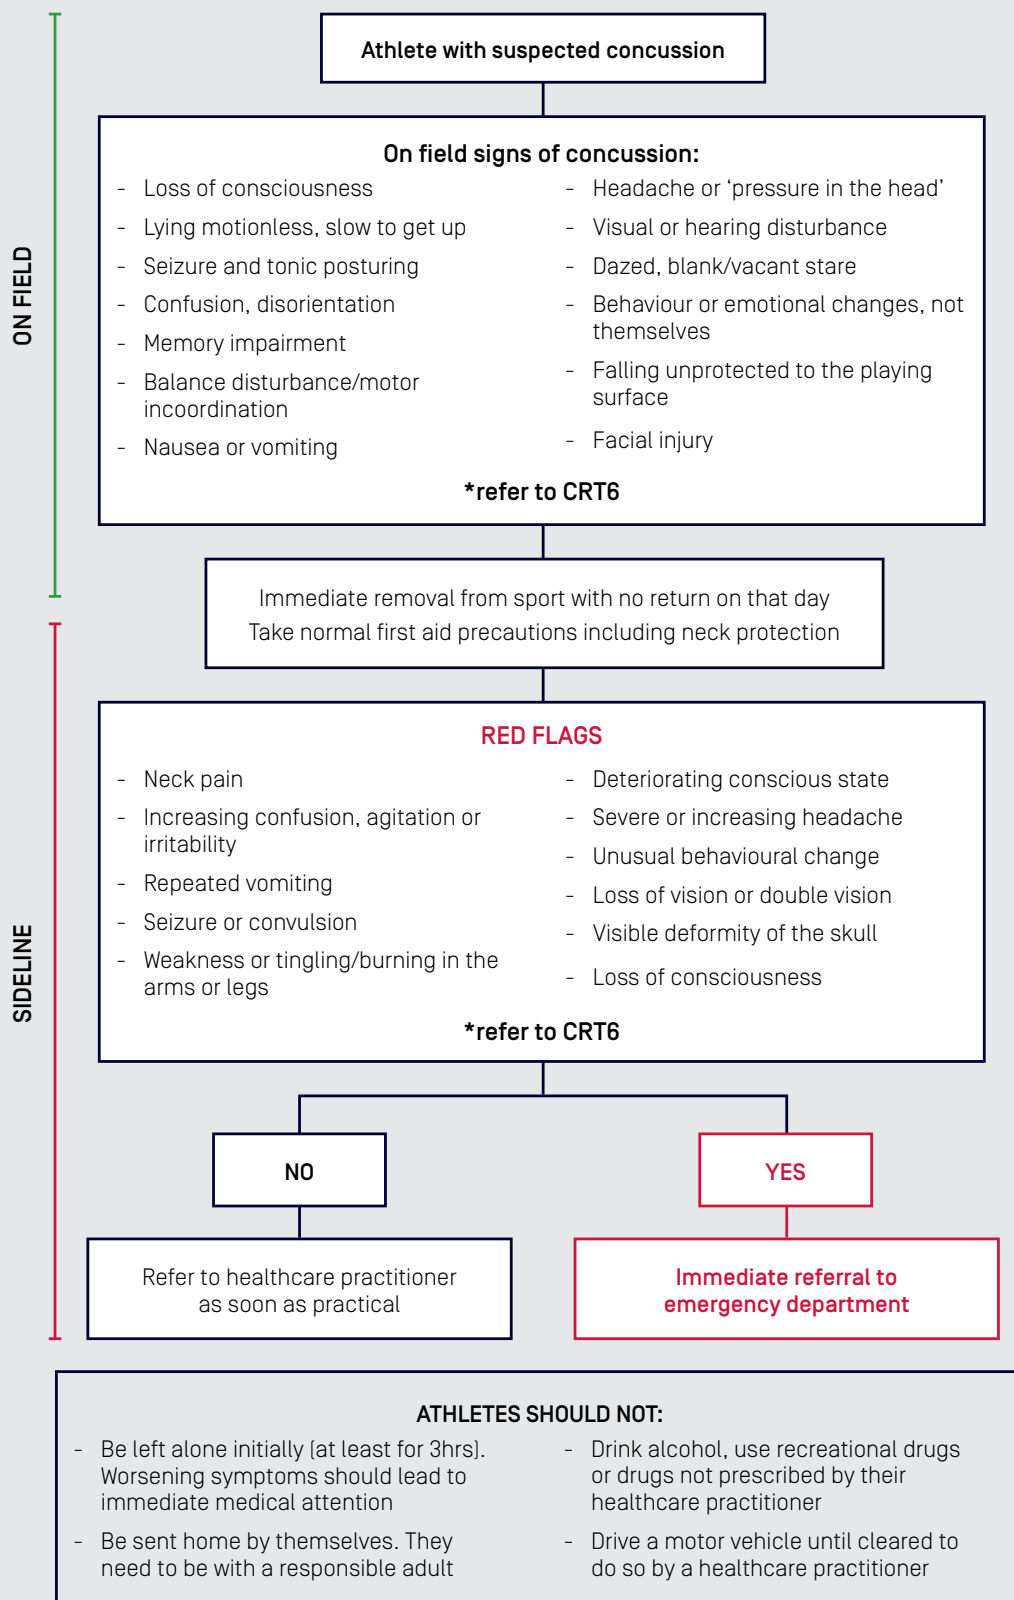 Athlete with suspected concussion
ON FIELD
On field signs of concussion:
- Loss of consciousness
- Lying motionless, slow to get up
- Seizure and tonic posturing
- Confusion, disorientation
- Memory impairment
- Balance disturbance/motor
incoordination
- Nausea or vomiting
- Headache or ‘pressure in the head’
- Visual or hearing disturbance
- Dazed, blank/vacant stare
- Behaviour or emotional changes, not
themselves
- Falling unprotected to the playing
surface
- Facial injury
*refer to CRT6
Immediate removal from sport with no return on that day
Take normal first aid precautions including neck protection
SIDELINE
RED FLAGS
- Neck pain
- Increasing confusion, agitation or
irritability
- Repeated vomiting
- Seizure or convulsion
- Weakness or tingling/burning in the
arms or legs
- Deteriorating conscious state
- Severe or increasing headache
- Unusual behavioural change
- Loss of vision or double vision
- Visible deformity of the skull
- Loss of consciousness
*refer to CRT6
NO
Refer to healthcare practitioner
as soon as practical
YES
Immediate referral to
emergency department
ATHLETES SHOULD NOT:
- Be left alone initially (at least for 3hrs).
Worsening symptoms should lead to
immediate medical attention
- Be sent home by themselves. They
need to be with a responsible adult
- Drink alcohol, use recreational drugs
or drugs not prescribed by their
healthcare practitioner
- Drive a motor vehicle until cleared to
do so by a healthcare practitioner